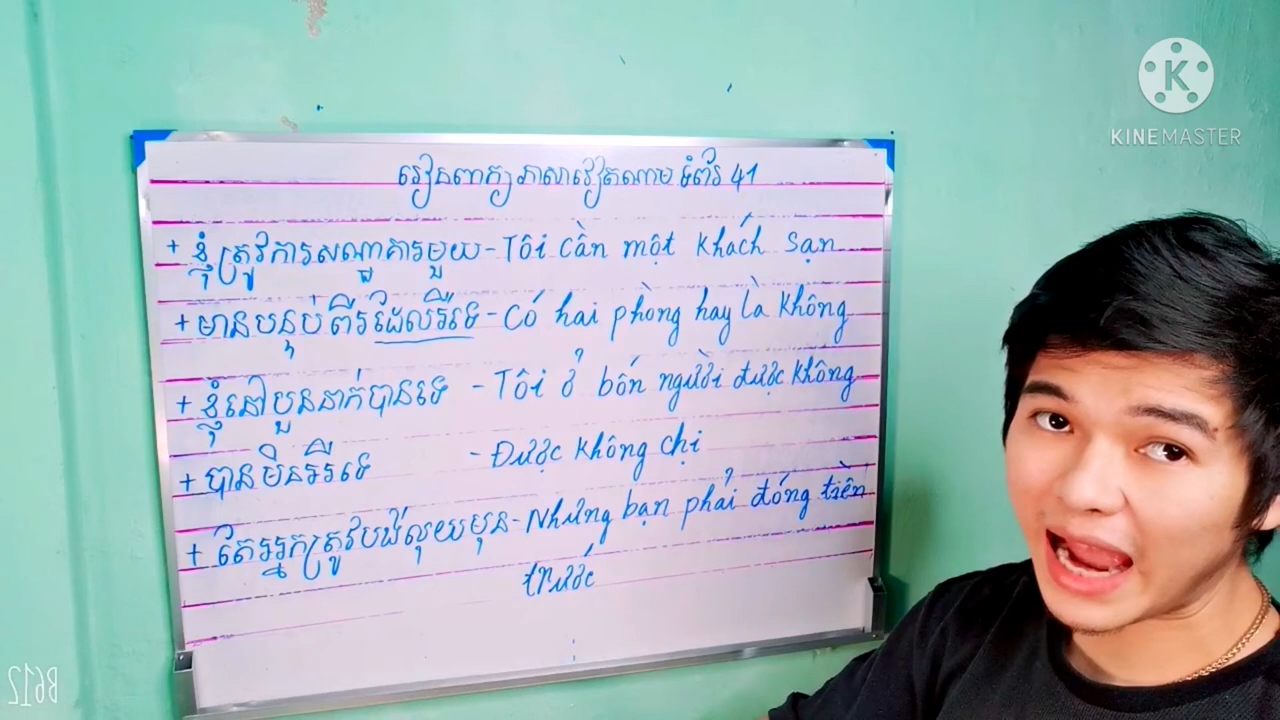 KINEMASTER
រៀនពាក្យភាសាវៀតណាម ទំព័រ 41
+ ខ្ញុំត្រូវការសណ្ឋាគារមួយ - Tôi cần một khách sạn
+ មានបន្ទប់ពីរដែលរឺទេ - Có hai phòng hay là không
+ ខ្ញុំនៅបួននាក់បានទេ - Tôi ở bốn người được không
+ បានមិនអីទេ - Được không chị
+ តែអ្នកត្រូវបង់លុយមុន - Nhưng bạn phải đóng tiền
trước
B612